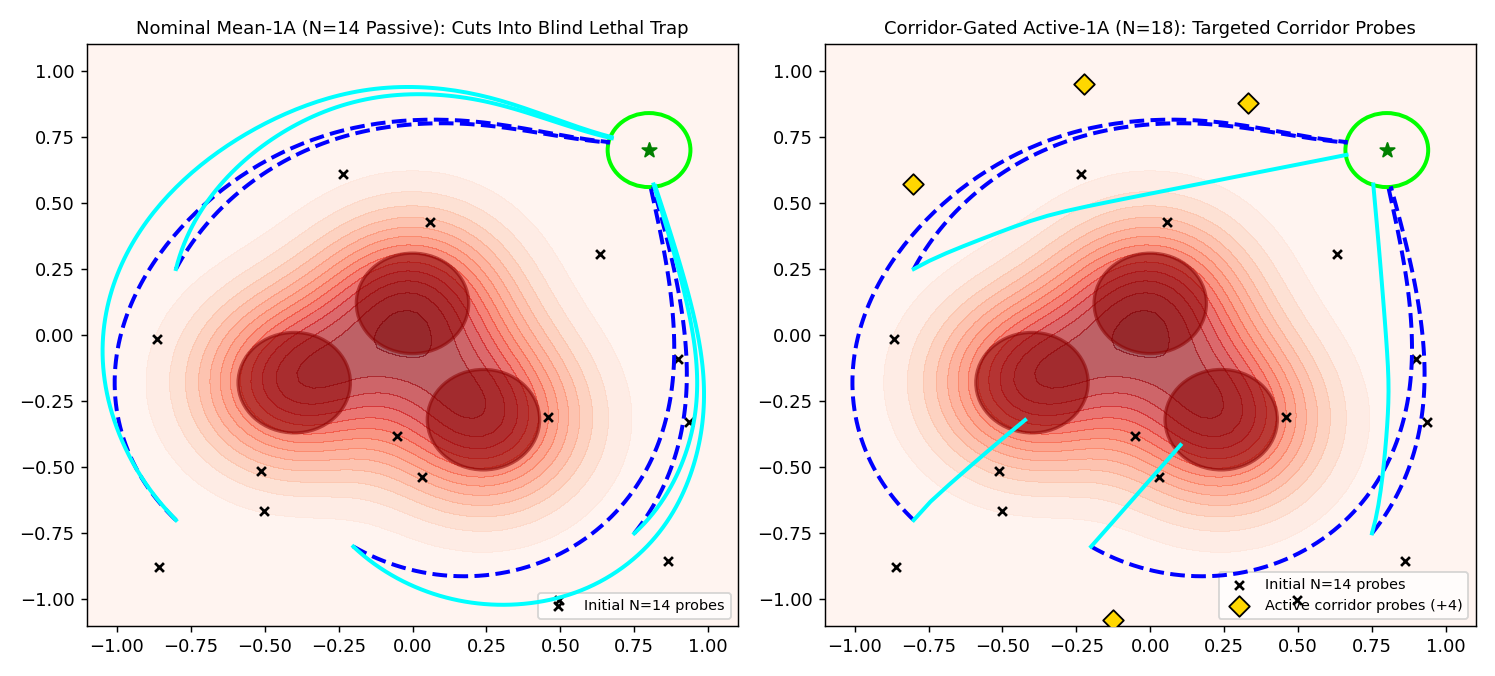 Nominal Mean-1A (N=14 Passive): Cuts Into Blind Lethal Trap
1.00
0.75
0.50
0.25
0.00
−0.25
−0.50
−0.75
−1.00
−1.00 −0.75 −0.50 −0.25 0.00 0.25 0.50 0.75 1.00
Initial N=14 probes
Corridor-Gated Active-1A (N=18): Targeted Corridor Probes
1.00
0.75
0.50
0.25
0.00
−0.25
−0.50
−0.75
−1.00
−1.00 −0.75 −0.50 −0.25 0.00 0.25 0.50 0.75 1.00
Initial N=14 probes
Active corridor probes (+4)